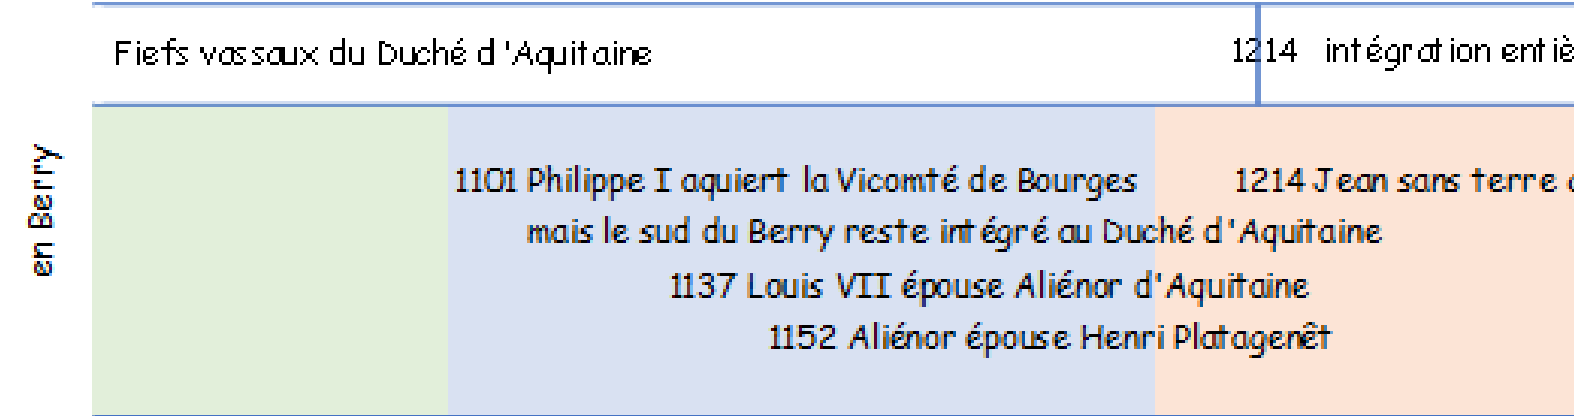 Fiefs vassaux du Duché d'Aquitaine
1214 intégration entiè
en Berry
1101 Philippe I aquiert la Vicomté de Bourges
mais le sud du Berry reste intégré au Duché d'Aquitaine
1137 Louis VII épouse Aliénor d'Aquitaine
1152 Aliénor épouse Henri Platagenêt
1214 Jean sans terre